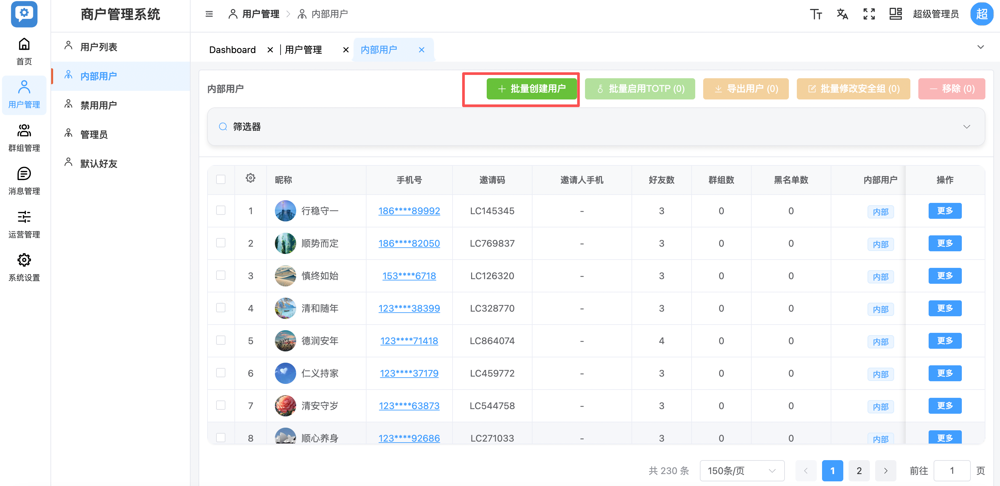 商户管理系统
用户管理 内部用户
超级管理员 超
首页
用户管理
群组管理
消息管理
运营管理
系统设置
用户列表
内部用户
禁用用户
管理员
默认好友
Dashboard 用户管理 内部用户
内部用户 批量创建用户 批量启用TOTP (0) 导出用户 (0) 批量修改安全组 (0) 移除 (0)
筛选器
昵称 手机号 邀请码 邀请人手机 好友数 群组数 黑名单数 内部用户 操作
1 行稳守一 186****89992 LC145345 - 3 0 0 内部 更多
2 顺势而定 186****82050 LC769837 - 3 0 0 内部 更多
3 慎终如始 153****6718 LC126320 - 3 0 0 内部 更多
4 清和随年 123****38399 LC328770 - 3 0 0 内部 更多
5 德润安年 123****71418 LC864074 - 4 0 0 内部 更多
6 仁义持家 123****37179 LC459772 - 3 0 0 内部 更多
7 清安守岁 123****63873 LC544758 - 3 0 0 内部 更多
8 顺心养身 123****92686 LC271033 - 3 0 0 内部 更多
共 230 条 150条/页 1 2 前往 1 页